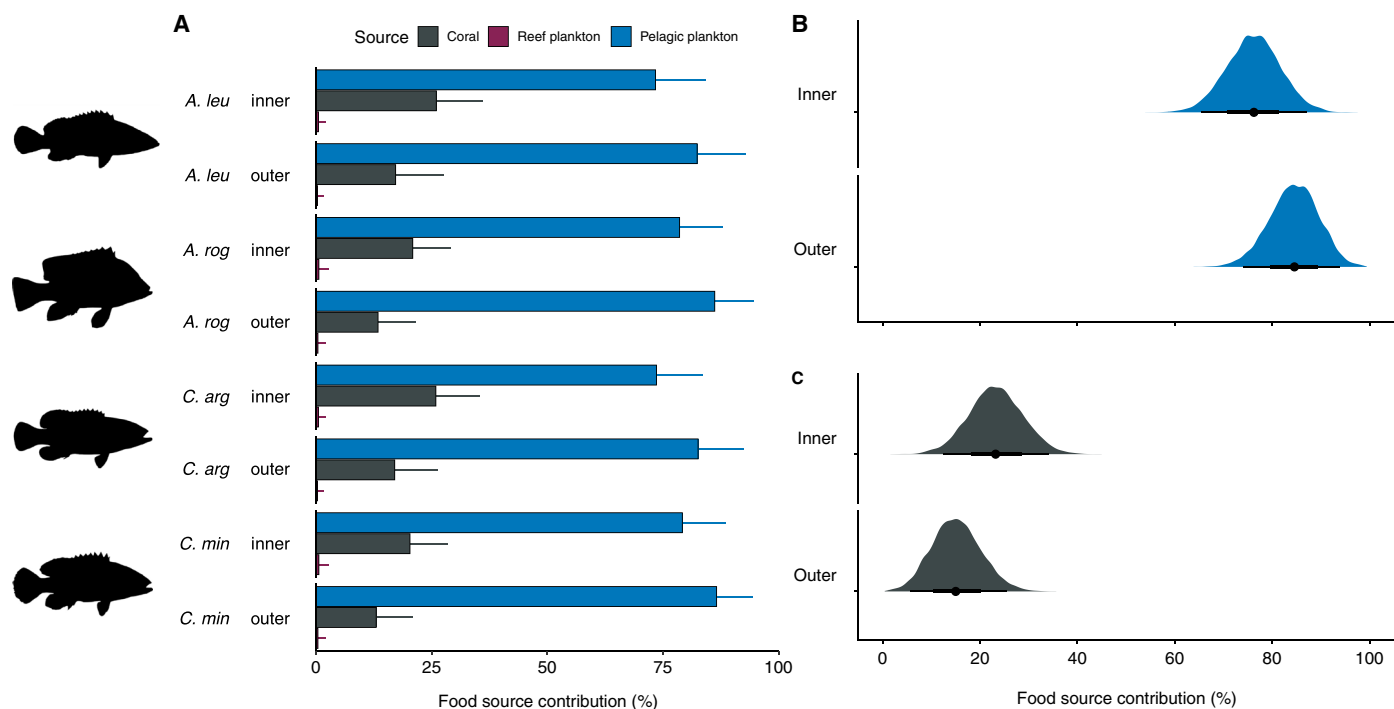 A
Source Coral Reef plankton Pelagic plankton
A. leu inner
A. leu outer
A. rog inner
A. rog outer
C. arg inner
C. arg outer
C. min inner
C. min outer
0 25 50 75 100
Food source contribution (%)
B
Inner
Outer
C
Inner
Outer
0 20 40 60 80 100
Food source contribution (%)